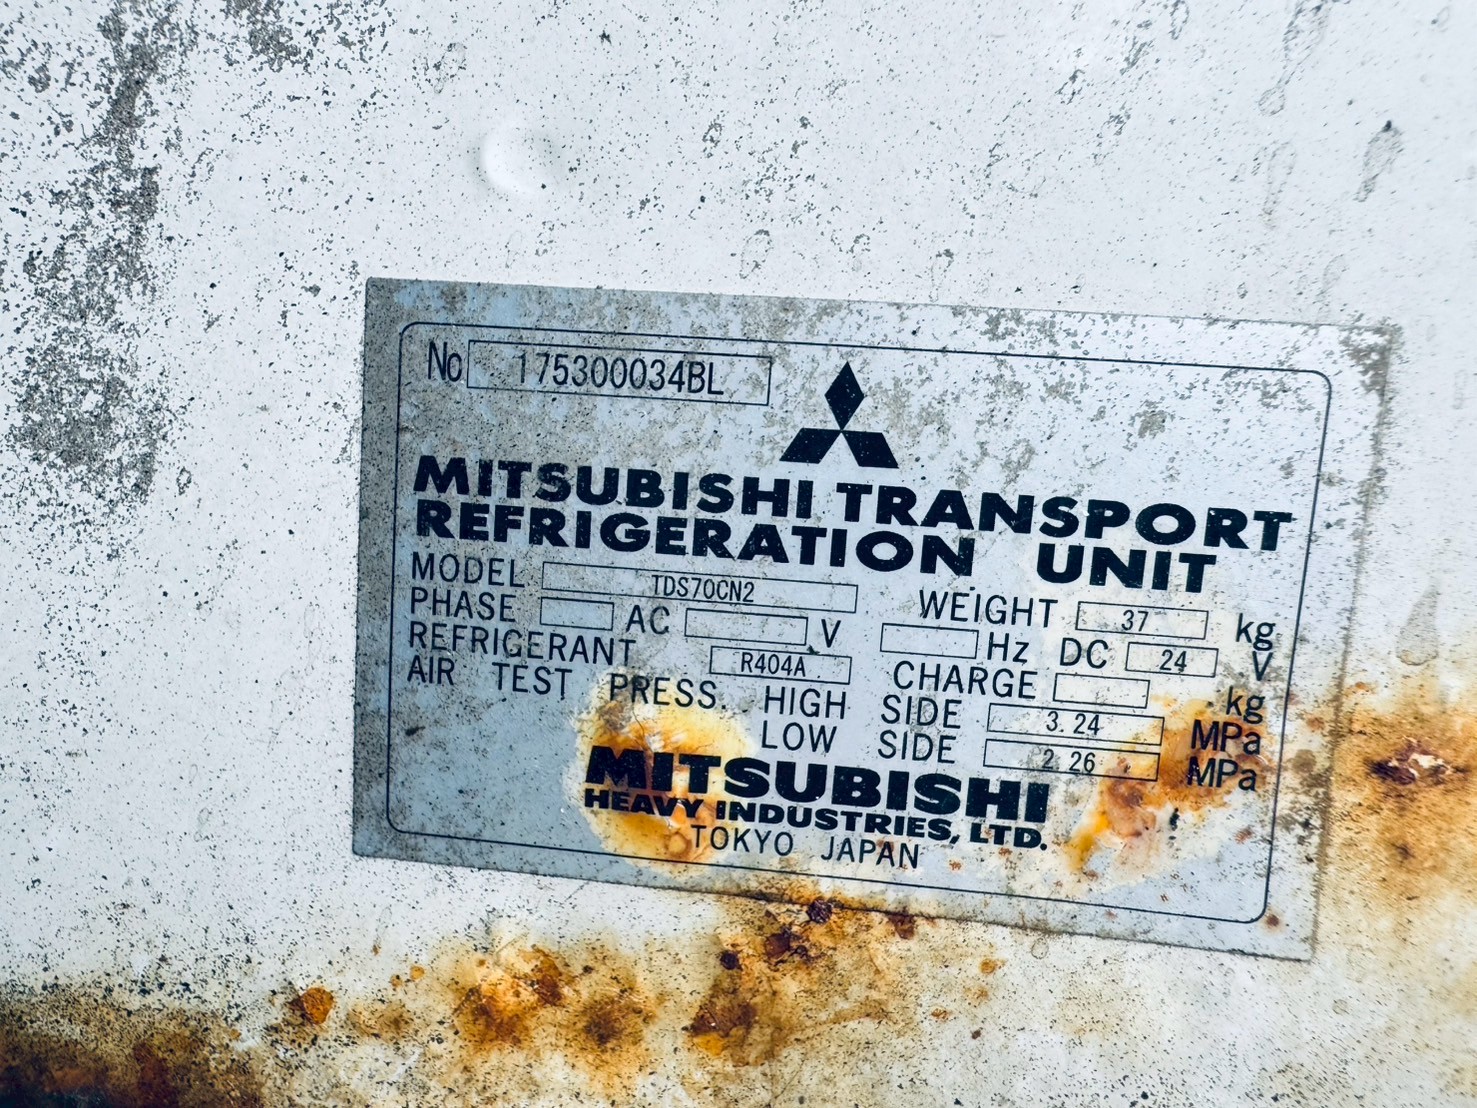 No 175300034BL
MITSUBISHI TRANSPORT
REFRIGERATION UNIT
MODEL TDS70CN2 WEIGHT 37 kg
PHASE AC V Hz DC 24 V
REFRIGERANT R404A CHARGE kg
AIR TEST PRESS. HIGH SIDE 3.24 MPa
LOW SIDE 2.26 MPa
MITSUBISHI
HEAVY INDUSTRIES, LTD.
TOKYO JAPAN